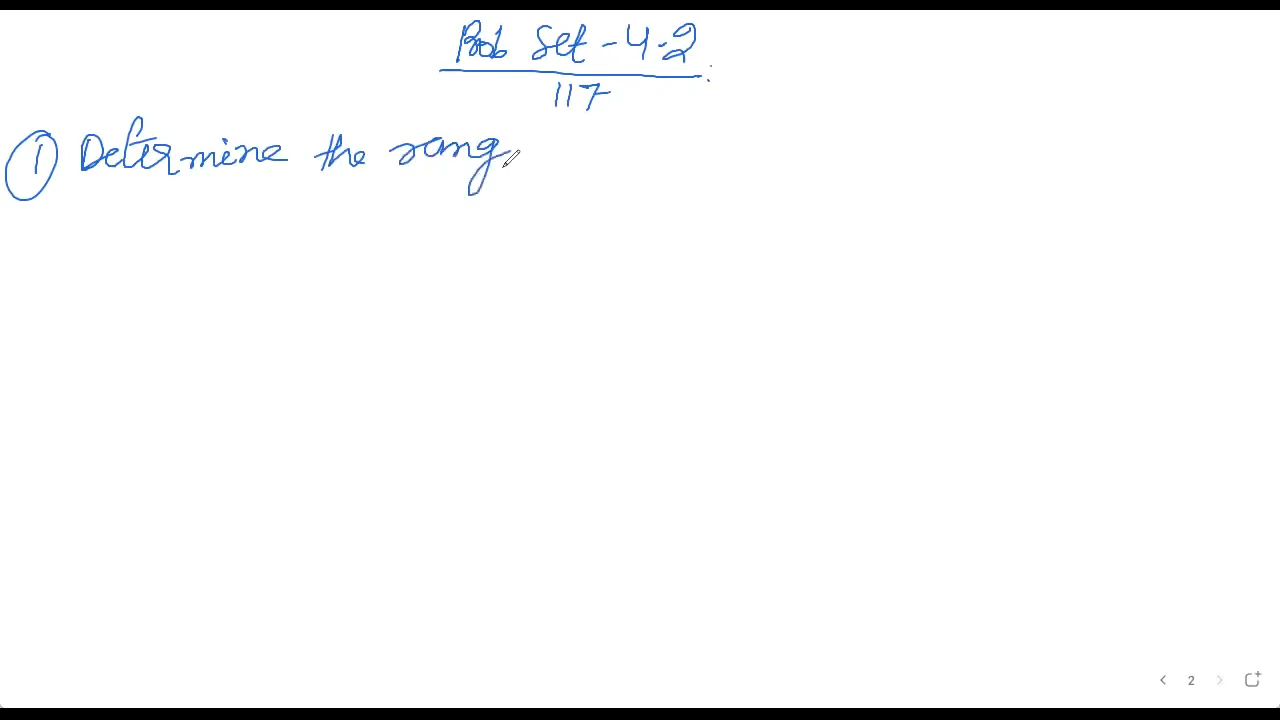 Prob Set - 4.2
117
① Determine the rang
2